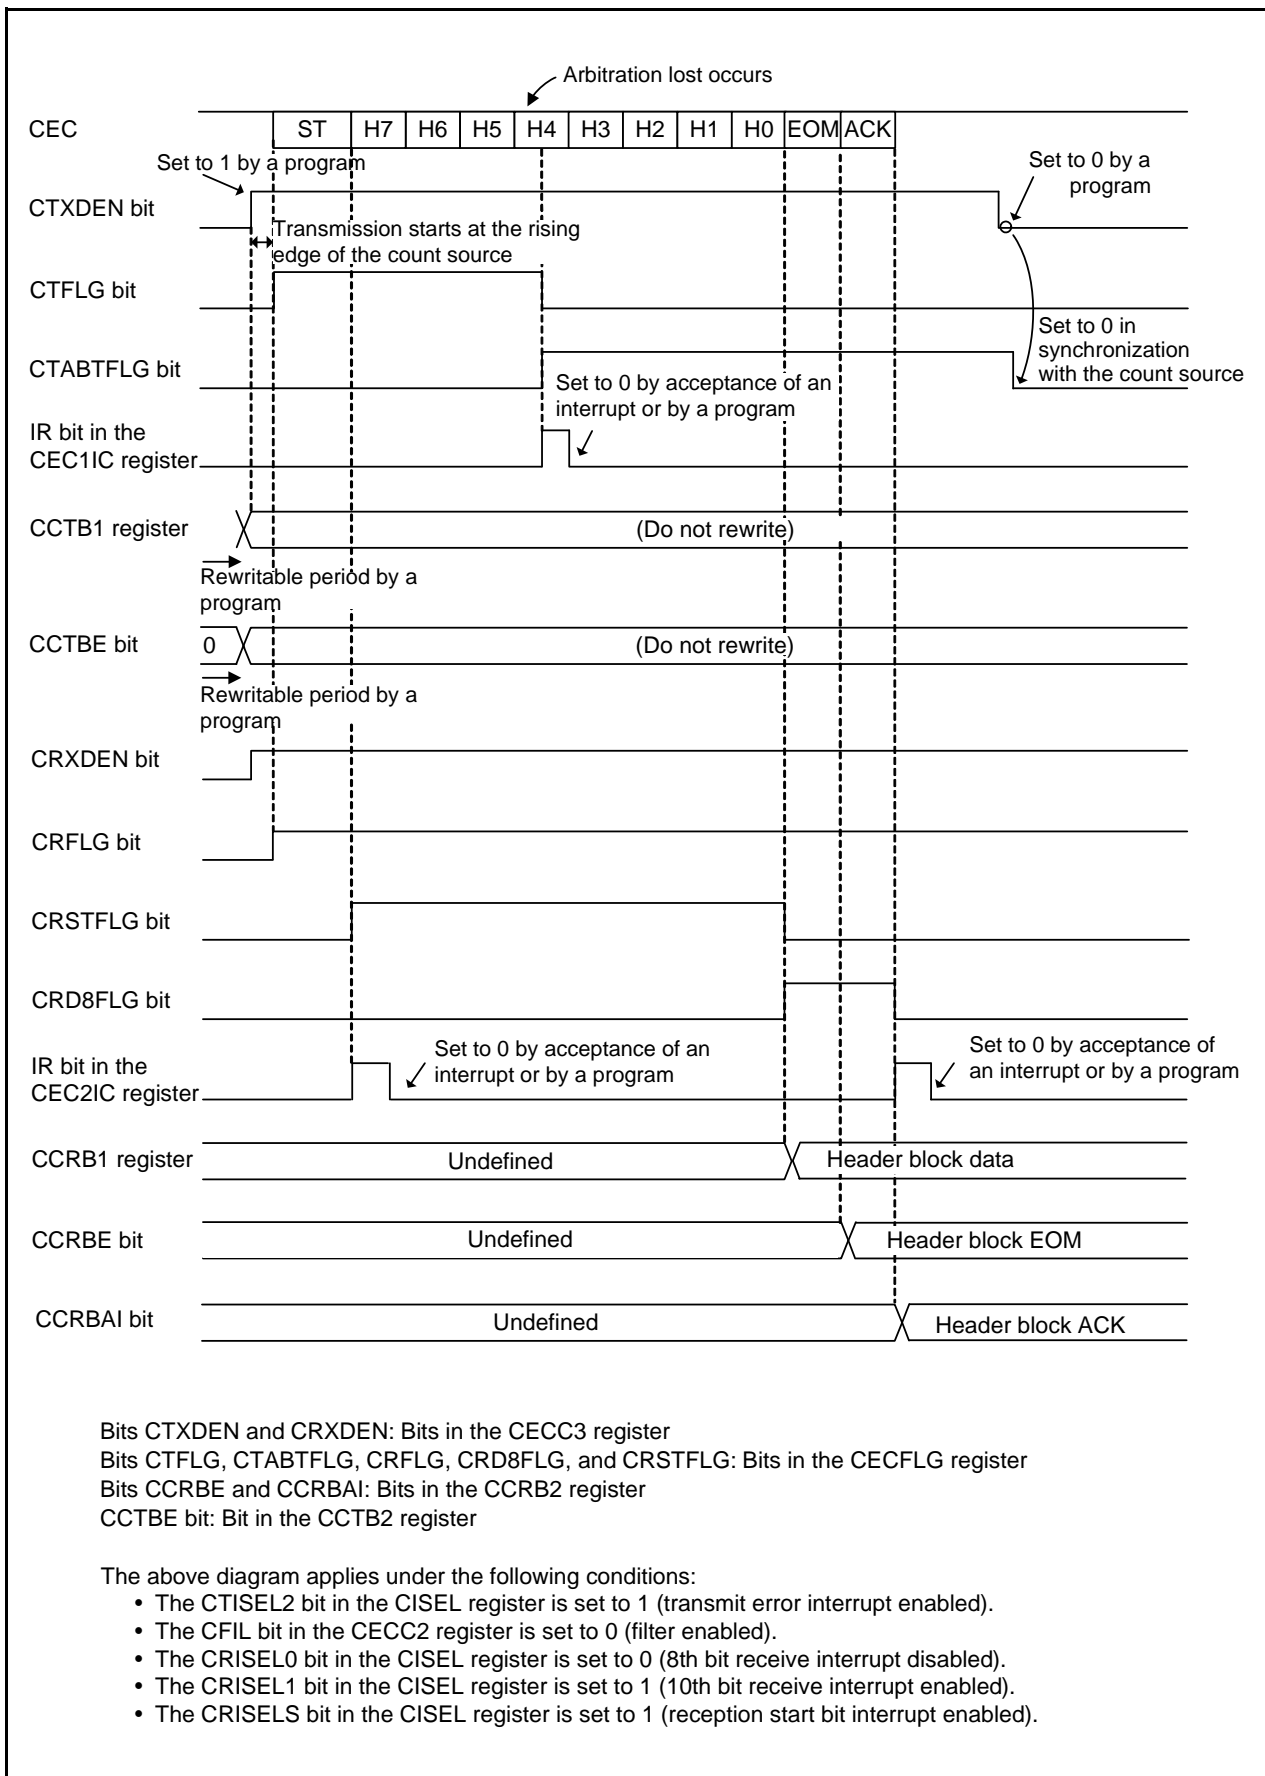 Arbitration lost occurs
CEC
ST H7 H6 H5 H4 H3 H2 H1 H0 EOM ACK
Set to 1 by a program
Set to 0 by a
program
CTXDEN bit
Transmission starts at the rising
edge of the count source
CTFLG bit
Set to 0 in
synchronization
with the count source
CTABTFLG bit
Set to 0 by acceptance of an
interrupt or by a program
IR bit in the
CEC1IC register
CCTB1 register
(Do not rewrite)
Rewritable period by a
program
CCTBE bit
0
(Do not rewrite)
Rewritable period by a
program
CRXDEN bit
CRFLG bit
CRSTFLG bit
CRD8FLG bit
IR bit in the
CEC2IC register
Set to 0 by acceptance of an
interrupt or by a program
Set to 0 by acceptance of
an interrupt or by a program
CCRB1 register
Undefined
Header block data
CCRBE bit
Undefined
Header block EOM
CCRBAI bit
Undefined
Header block ACK
Bits CTXDEN and CRXDEN: Bits in the CECC3 register
Bits CTFLG, CTABTFLG, CRFLG, CRD8FLG, and CRSTFLG: Bits in the CECFLG register
Bits CCRBE and CCRBAI: Bits in the CCRB2 register
CCTBE bit: Bit in the CCTB2 register
The above diagram applies under the following conditions:
• The CTISEL2 bit in the CISEL register is set to 1 (transmit error interrupt enabled).
• The CFIL bit in the CECC2 register is set to 0 (filter enabled).
• The CRISEL0 bit in the CISEL register is set to 0 (8th bit receive interrupt disabled).
• The CRISEL1 bit in the CISEL register is set to 1 (10th bit receive interrupt enabled).
• The CRISELS bit in the CISEL register is set to 1 (reception start bit interrupt enabled).